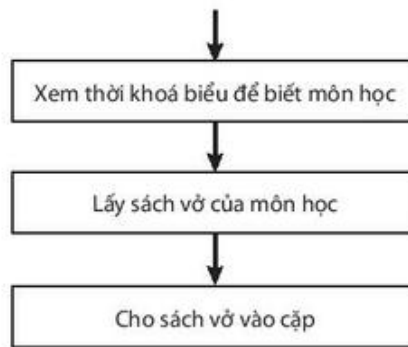 Xem thời khoá biểu để biết môn học
Lấy sách vở của môn học
Cho sách vở vào cặp